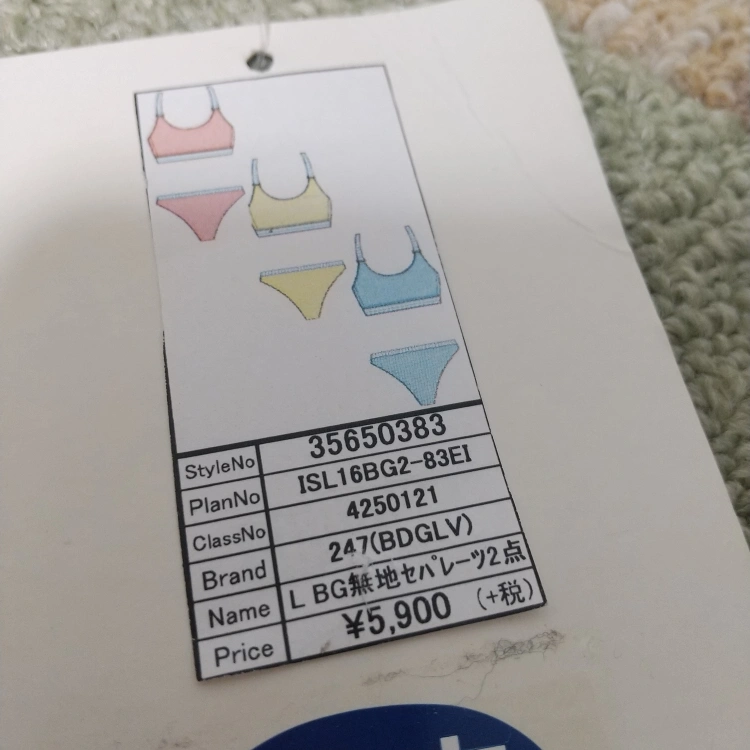 StyleNo 35650383
PlanNo ISL16BG2-83EI
ClassNo 4250121
Brand 247(BDGLV)
Name L BG無地セパレーツ2点
Price ¥5,900 (+税)